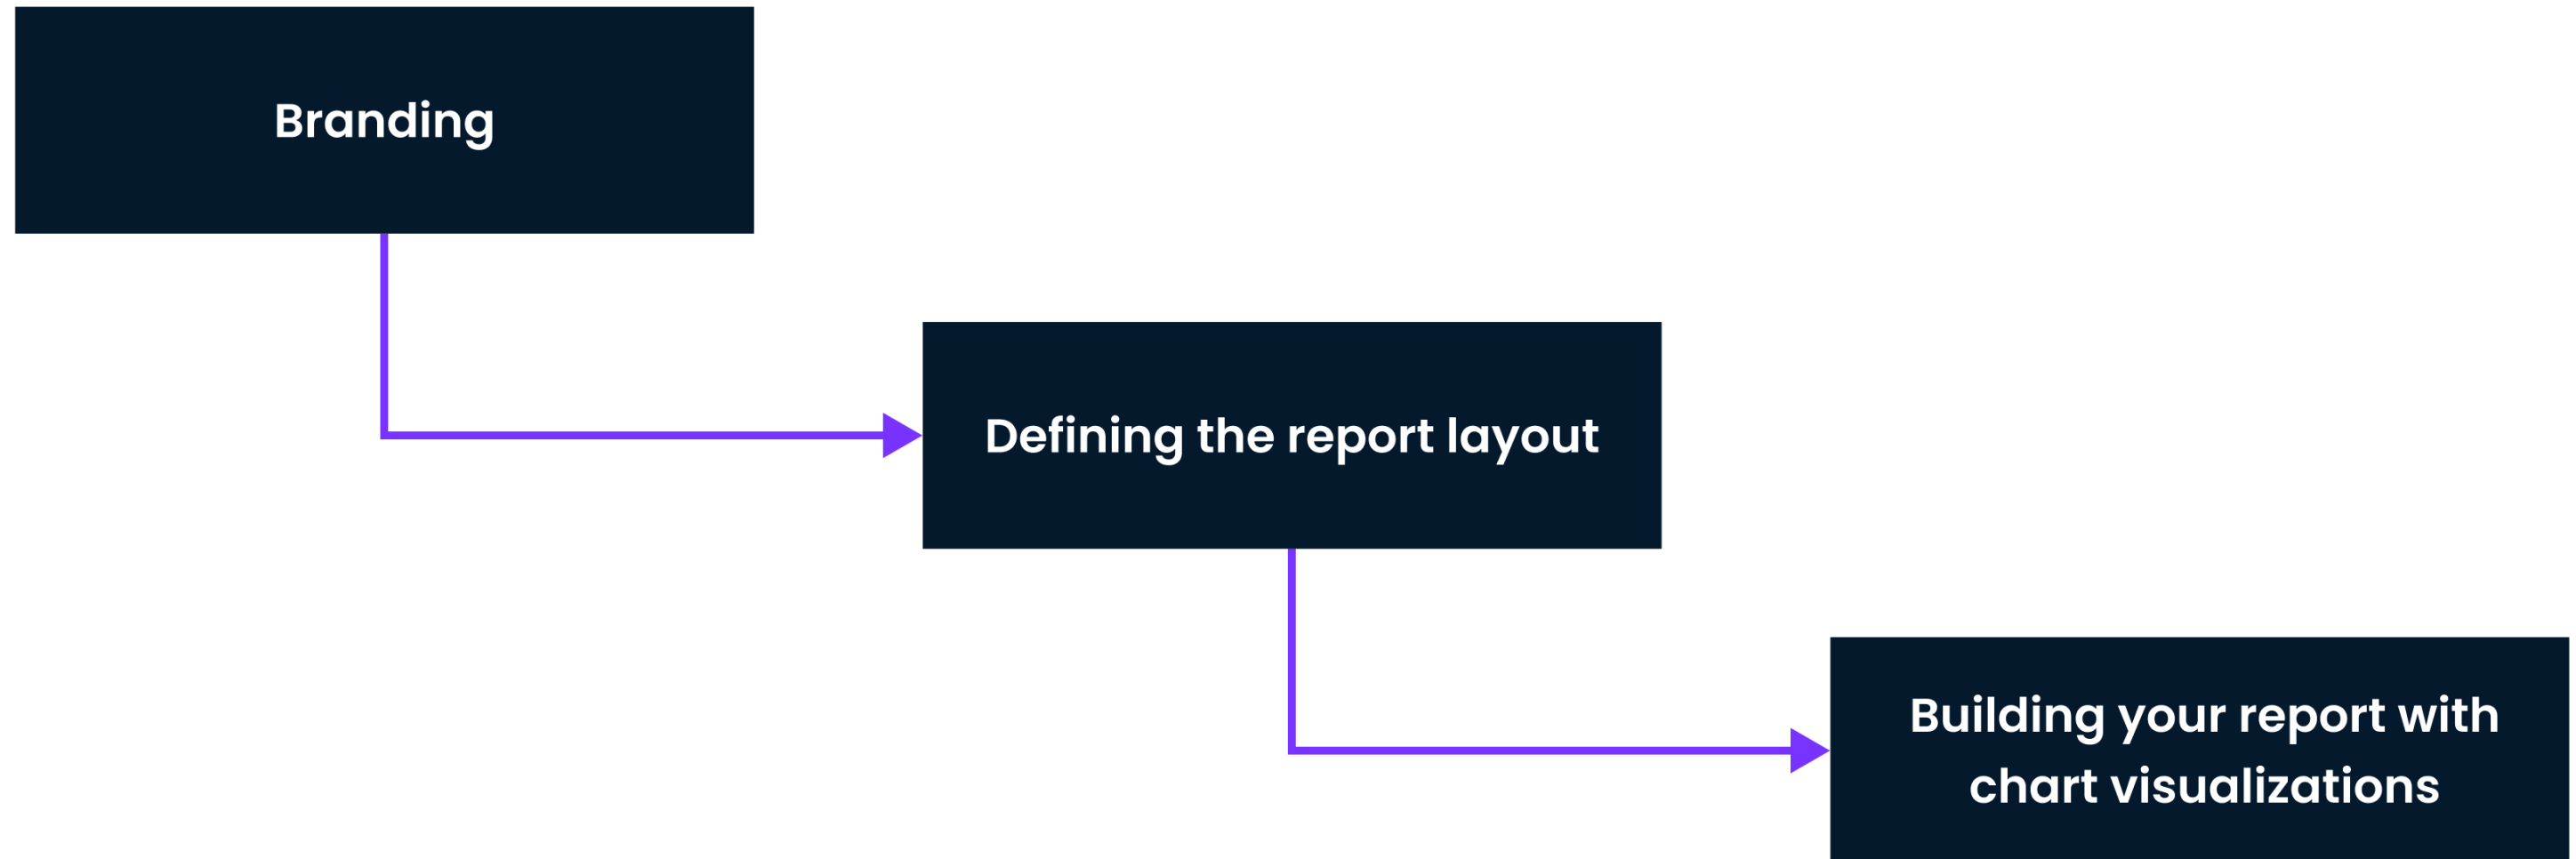 Branding
Defining the report layout
Building your report with
chart visualizations